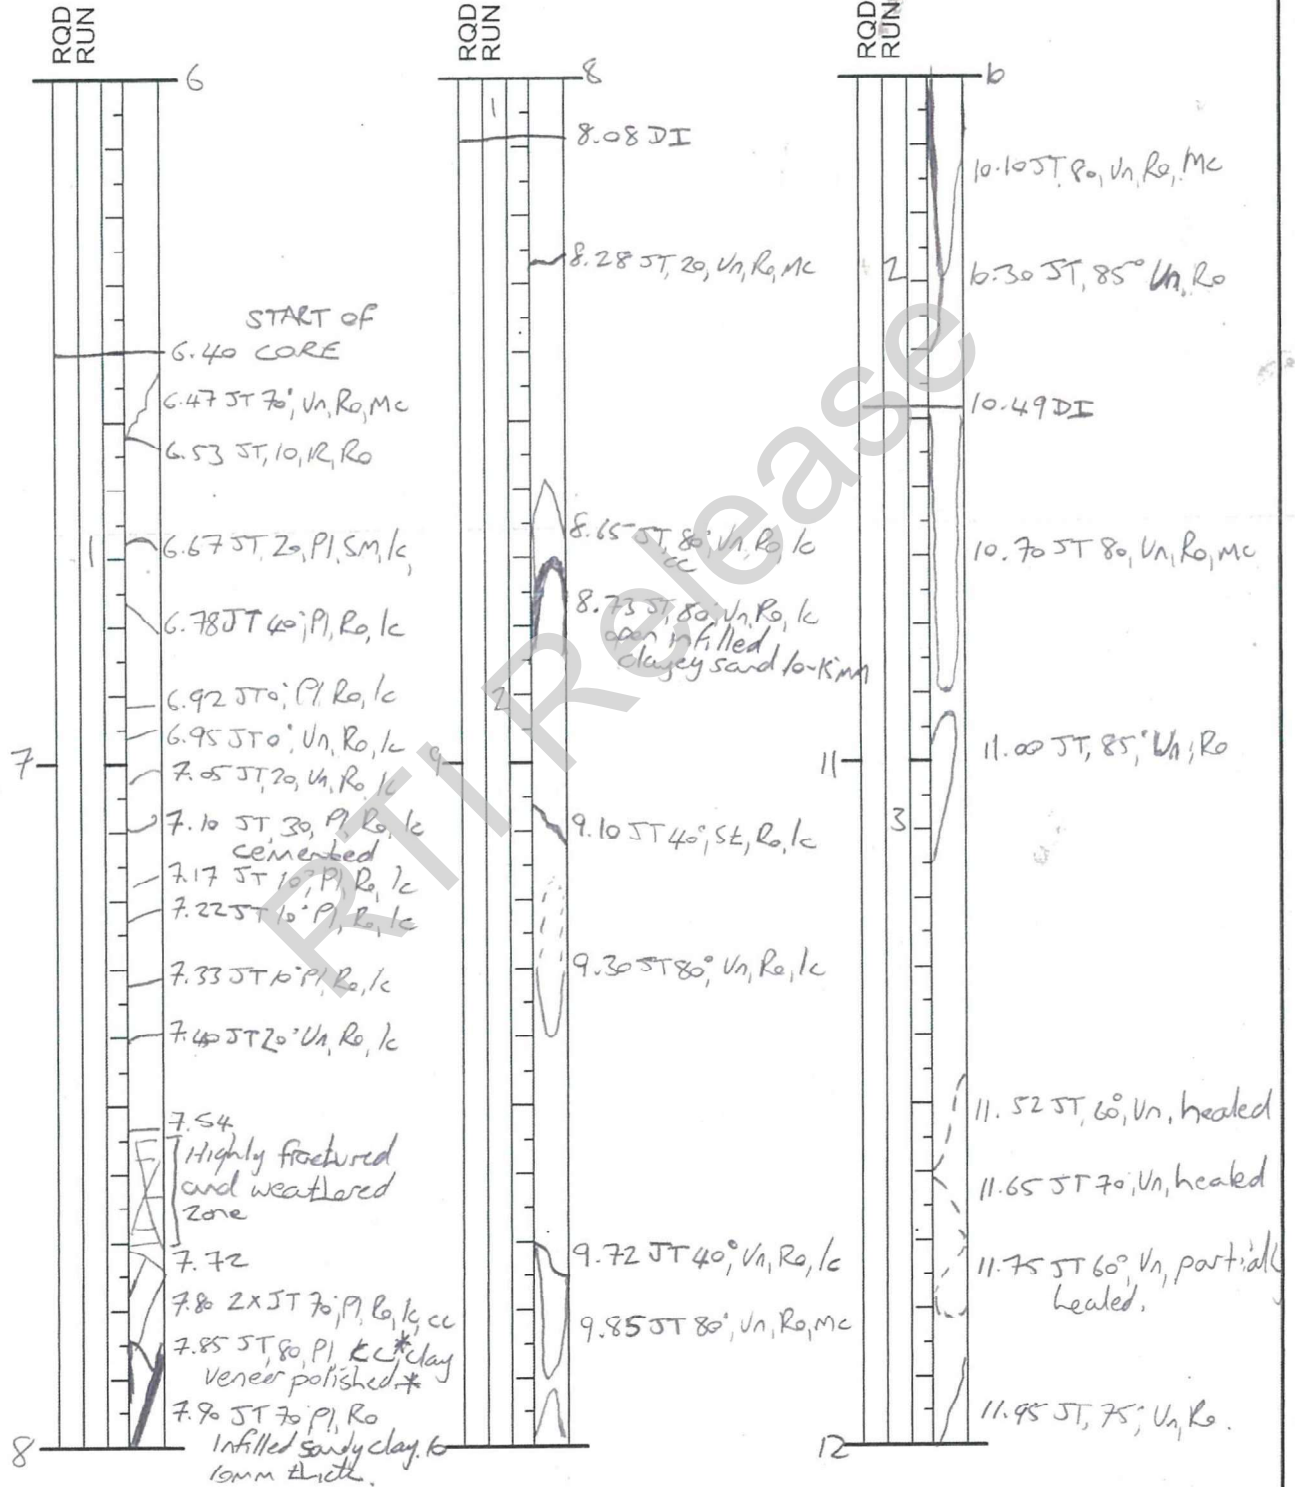 RQD
RUN
6
START OF
6.40 CORE
6.47 JT 70°, Un, Ro, Mc
6.53 JT, 10, IR, Ro
1
6.67 JT, 20, Pl, SM, lc,
6.78 JT 40°, Pl, Ro, lc
6.92 JT 0°, Pl Ro, lc
6.95 JT 0°, Un, Ro, lc
7
7.05 JT, 20, Un, Ro, lc
7.10 JT, 30, Pl, Ro, lc
cemented
7.17 JT 10°, Pl, Ro, lc
7.22 JT 10° Pl, Ro, lc
7.33 JT 10° Pl, Ro, lc
7.40 JT 20° Un, Ro, lc
7.54
Highly fractured
and weathered
zone
7.72
7.80 2xJT 70°, Pl, Ro, lc, cc
7.85 JT, 80, Pl, *clay
veneer polished.*
7.90 JT 70 Pl, Ro
Infilled sandy clay. to
10mm thick.
8
RQD
RUN
8
1
8.08 DI
8.28 JT, 20, Un, Ro, Mc
8.65 JT, 80°, Un, Ro, lc
cc
8.73 JT, 80, Un, Ro, lc
open infilled
clayey sand 10-15mm
2
9
9.10 JT 40°, St, Ro, lc
9.30 JT 80°, Un, Ro, lc
9.72 JT 40°, Un, Ro, lc
9.85 JT 80°, Un, Ro, Mc
RQD
RUN
10
10.10 JT, 80, Un, Ro, Mc
2
10.30 JT, 85° Un, Ro
10.49 DI
10.70 JT 80, Un, Ro, Mc
11
11.00 JT, 85°, Un, Ro
3
11.52 JT, 60°, Un, healed
11.65 JT 70°, Un, healed
11.75 JT 60°, Un, partially
healed.
11.95 JT, 75°, Un, Ro.
12
RTI Release